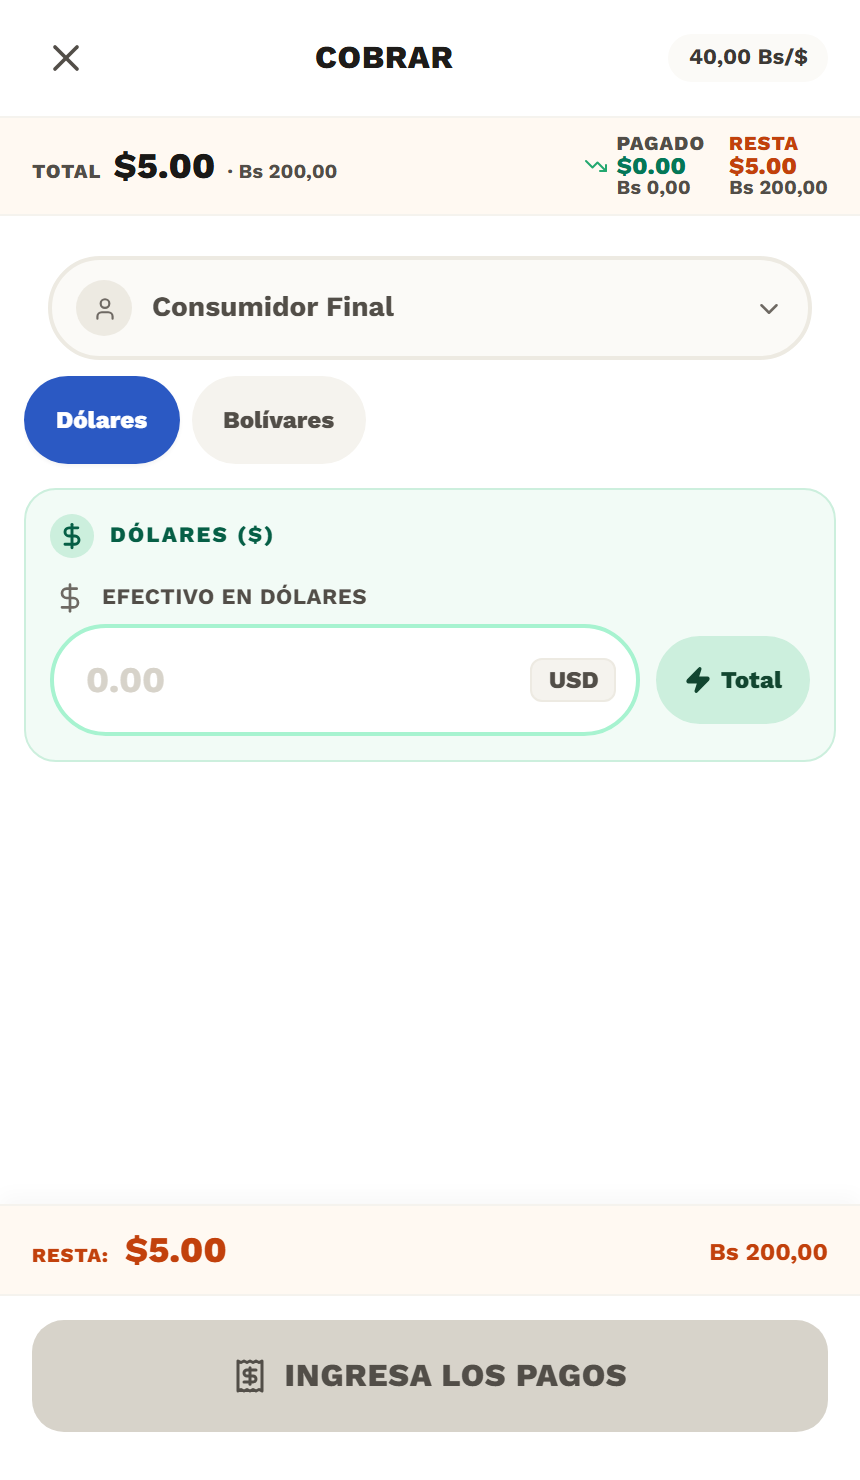 COBRAR
40,00 Bs/$
TOTAL $5.00 · Bs 200,00
PAGADO
$0.00
Bs 0,00
RESTA
$5.00
Bs 200,00
Consumidor Final
Dólares
Bolívares
DÓLARES ($)
EFECTIVO EN DÓLARES
0.00
USD
Total
RESTA: $5.00
Bs 200,00
INGRESA LOS PAGOS